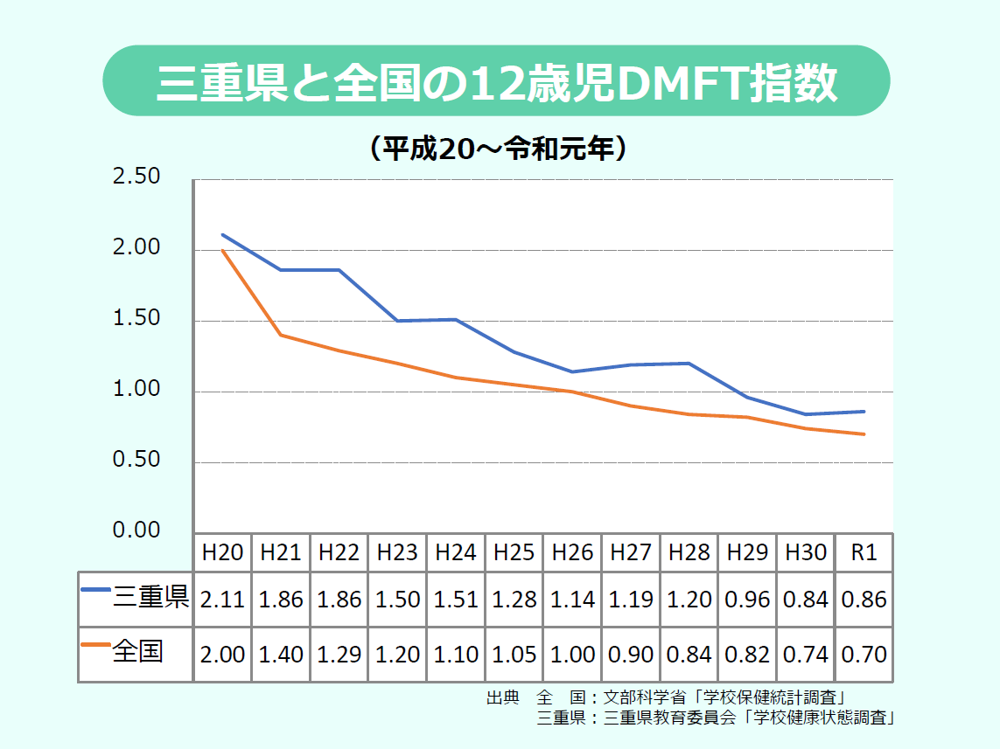 三重県と全国の12歳児DMFT指数
（平成20～令和元年）
2.50
2.00
1.50
1.00
0.50
0.00
H20 H21 H22 H23 H24 H25 H26 H27 H28 H29 H30 R1
三重県 2.11 1.86 1.86 1.50 1.51 1.28 1.14 1.19 1.20 0.96 0.84 0.86
全国 2.00 1.40 1.29 1.20 1.10 1.05 1.00 0.90 0.84 0.82 0.74 0.70
出典　全　国：文部科学省「学校保健統計調査」
三重県：三重県教育委員会「学校健康状態調査」